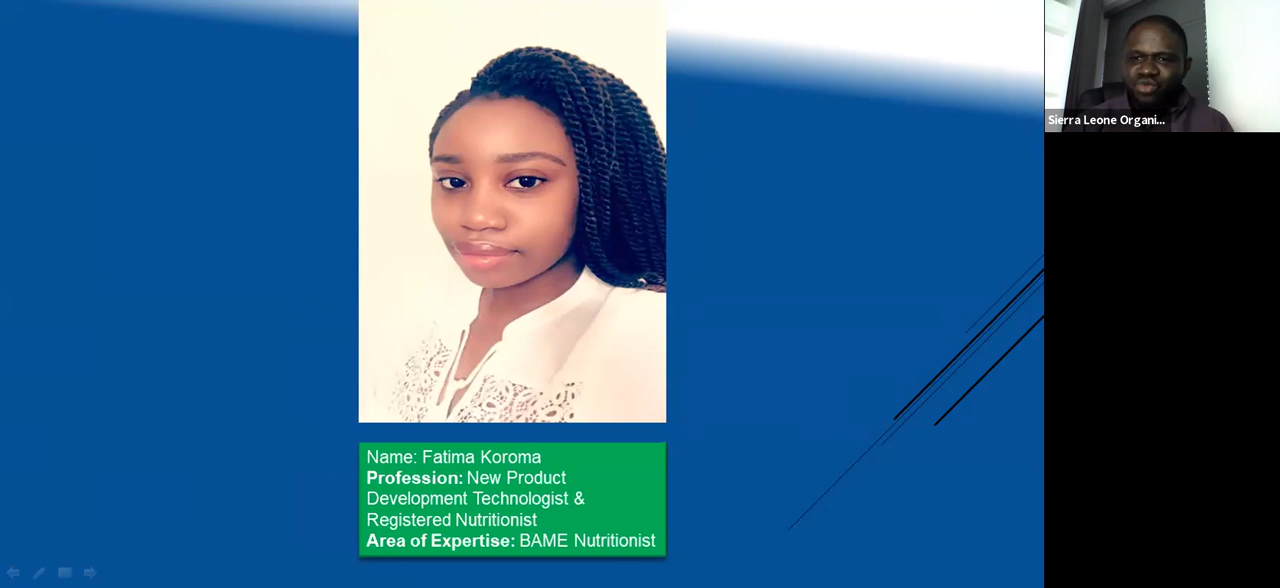 Sierra Leone Organi...
Name: Fatima Koroma
Profession: New Product
Development Technologist &
Registered Nutritionist
Area of Expertise: BAME Nutritionist